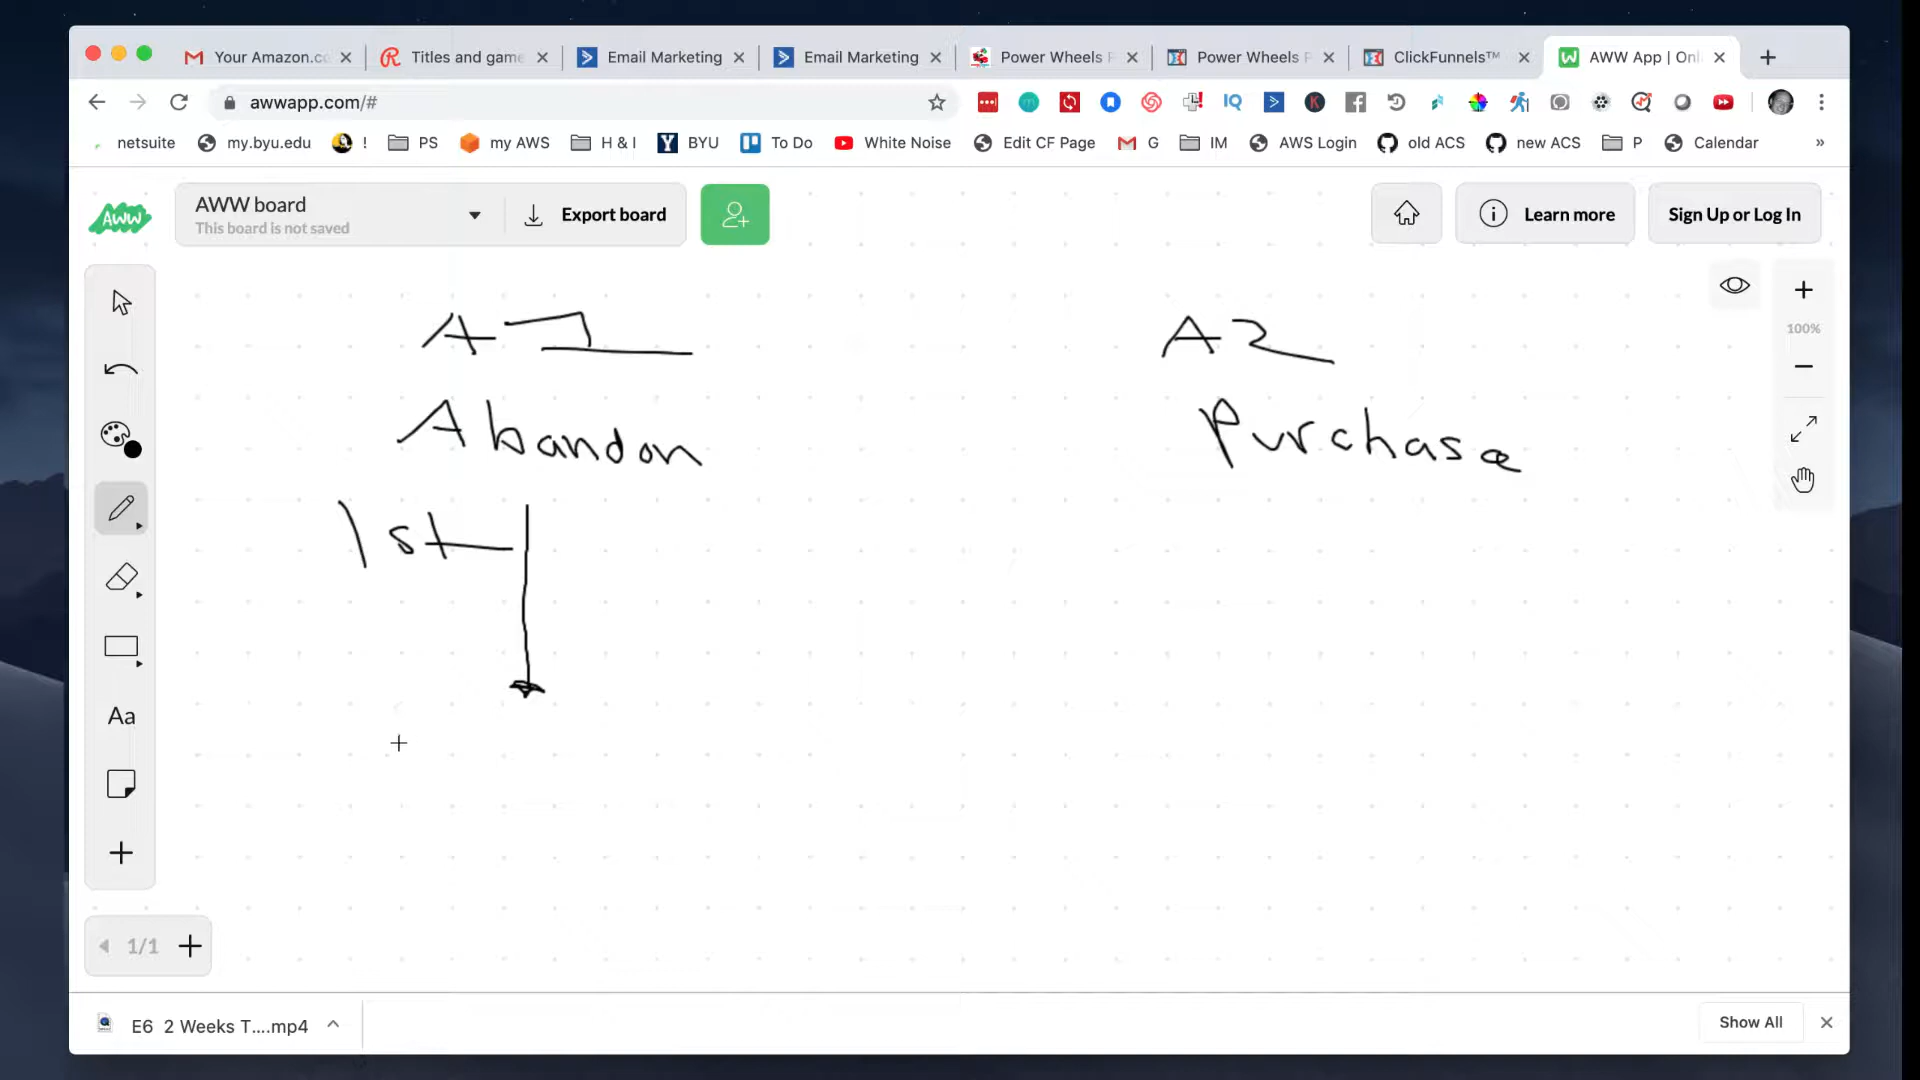 Your Amazon.co
Titles and game
Email Marketing
Email Marketing
Power Wheels P
Power Wheels P
ClickFunnels™
AWW App | Onl
awwapp.com/#
IQ
K
netsuite
my.byu.edu
!
PS
my AWS
H & I
Y
BYU
To Do
White Noise
Edit CF Page
G
IM
AWS Login
old ACS
new ACS
P
Calendar
»
AWW
AWW board
This board is not saved
Export board
Learn more
Sign Up or Log In
100%
A
A2
Abandon
Purchase
1st
Aa
1/1
E6 2 Weeks T....mp4
Show All